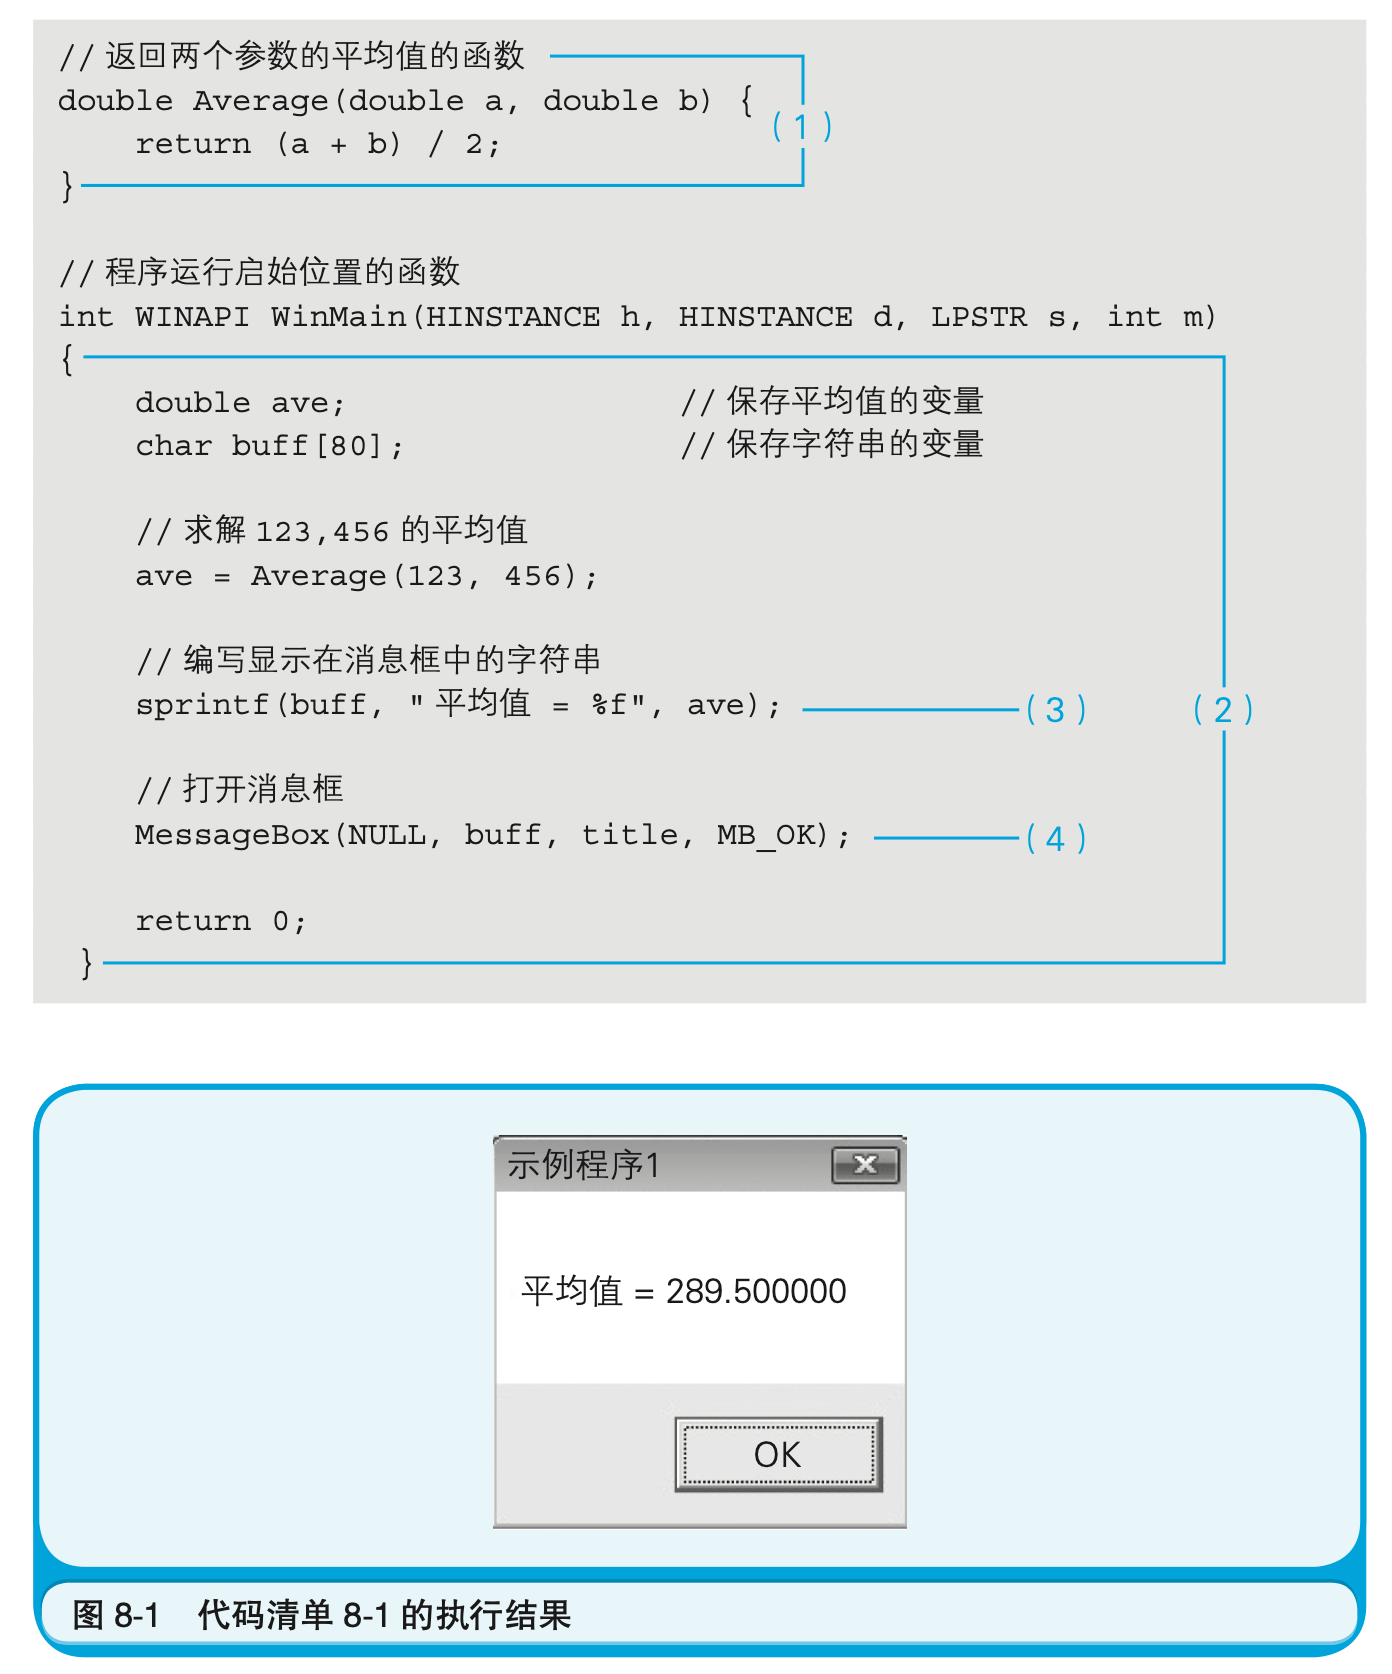 // 返回两个参数的平均值的函数
double Average(double a, double b) {
(1)
return (a + b) / 2;
}
// 程序运行启始位置的函数
int WINAPI WinMain(HINSTANCE h, HINSTANCE d, LPSTR s, int m)
{
double ave; // 保存平均值的变量
char buff[80]; // 保存字符串的变量
// 求解 123,456 的平均值
ave = Average(123, 456);
// 编写显示在消息框中的字符串
sprintf(buff, "平均值 = %f", ave); (3) (2)
// 打开消息框
MessageBox(NULL, buff, title, MB_OK); (4)
return 0;
}
示例程序1
平均值 = 289.500000
OK
图 8-1 代码清单 8-1 的执行结果